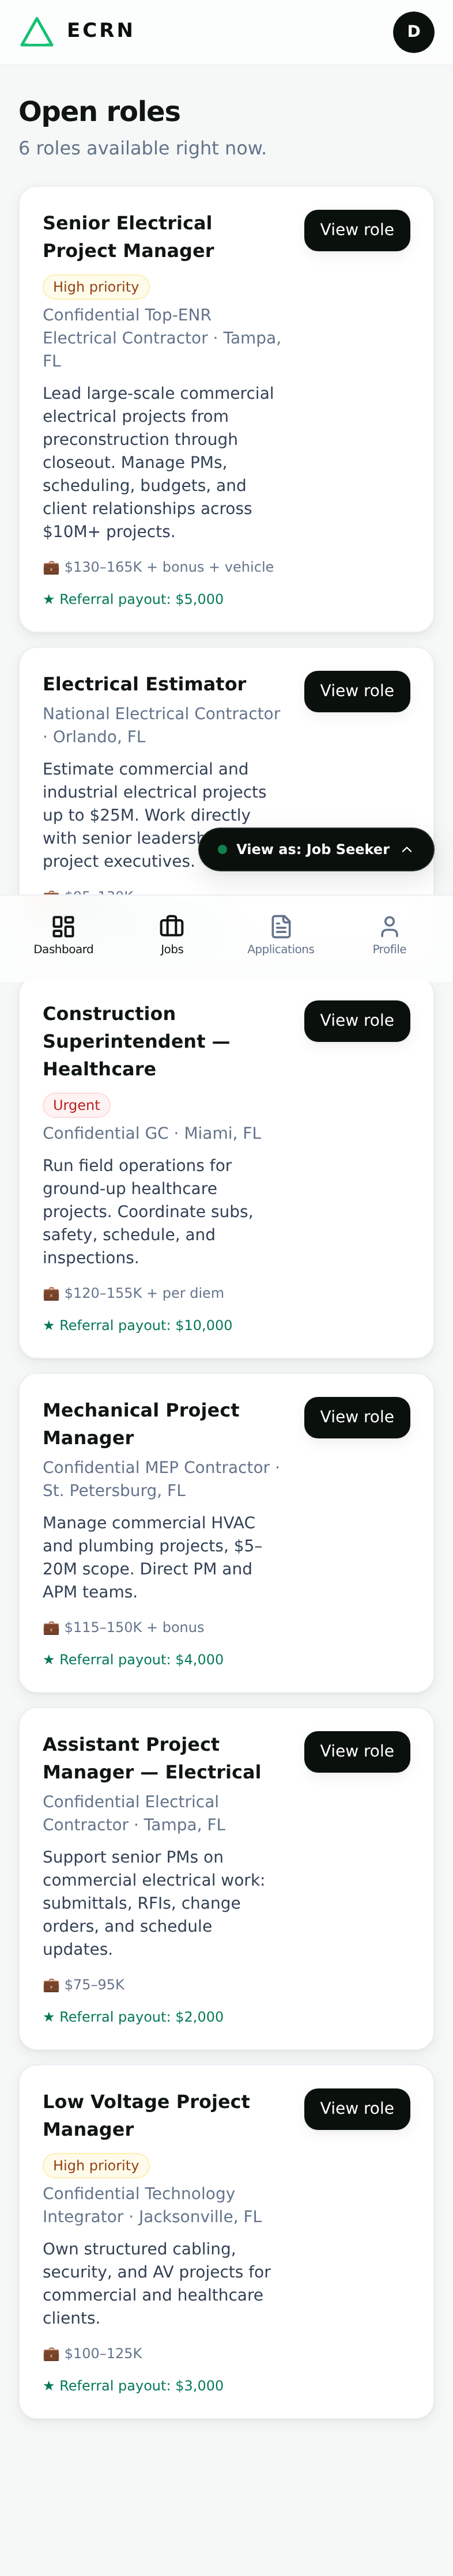 ECRN
D
Open roles
6 roles available right now.
Senior Electrical
Project Manager
View role
High priority
Confidential Top-ENR
Electrical Contractor · Tampa,
FL
Lead large-scale commercial
electrical projects from
preconstruction through
closeout. Manage PMs,
scheduling, budgets, and
client relationships across
$10M+ projects.
💼 $130–165K + bonus + vehicle
★ Referral payout: $5,000
Electrical Estimator
View role
National Electrical Contractor
· Orlando, FL
Estimate commercial and
industrial electrical projects
up to $25M. Work directly
with senior
project executives.
View as: Job Seeker
Dashboard
Jobs
Applications
Profile
Construction
Superintendent —
Healthcare
View role
Urgent
Confidential GC · Miami, FL
Run field operations for
ground-up healthcare
projects. Coordinate subs,
safety, schedule, and
inspections.
💼 $120–155K + per diem
★ Referral payout: $10,000
Mechanical Project
Manager
View role
Confidential MEP Contractor ·
St. Petersburg, FL
Manage commercial HVAC
and plumbing projects, $5–
20M scope. Direct PM and
APM teams.
💼 $115–150K + bonus
★ Referral payout: $4,000
Assistant Project
Manager — Electrical
View role
Confidential Electrical
Contractor · Tampa, FL
Support senior PMs on
commercial electrical work:
submittals, RFIs, change
orders, and schedule
updates.
💼 $75–95K
★ Referral payout: $2,000
Low Voltage Project
Manager
View role
High priority
Confidential Technology
Integrator · Jacksonville, FL
Own structured cabling,
security, and AV projects for
commercial and healthcare
clients.
💼 $100–125K
★ Referral payout: $3,000